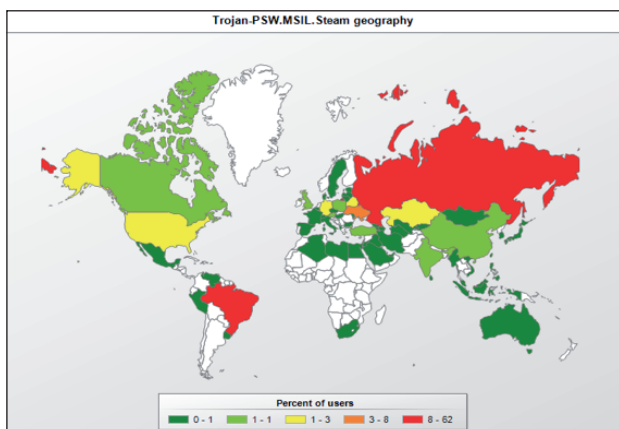 Trojan-PSW.MSIL.Steam geography
Percent of users
0 - 1 1 - 1 1 - 3 3 - 8 8 - 62